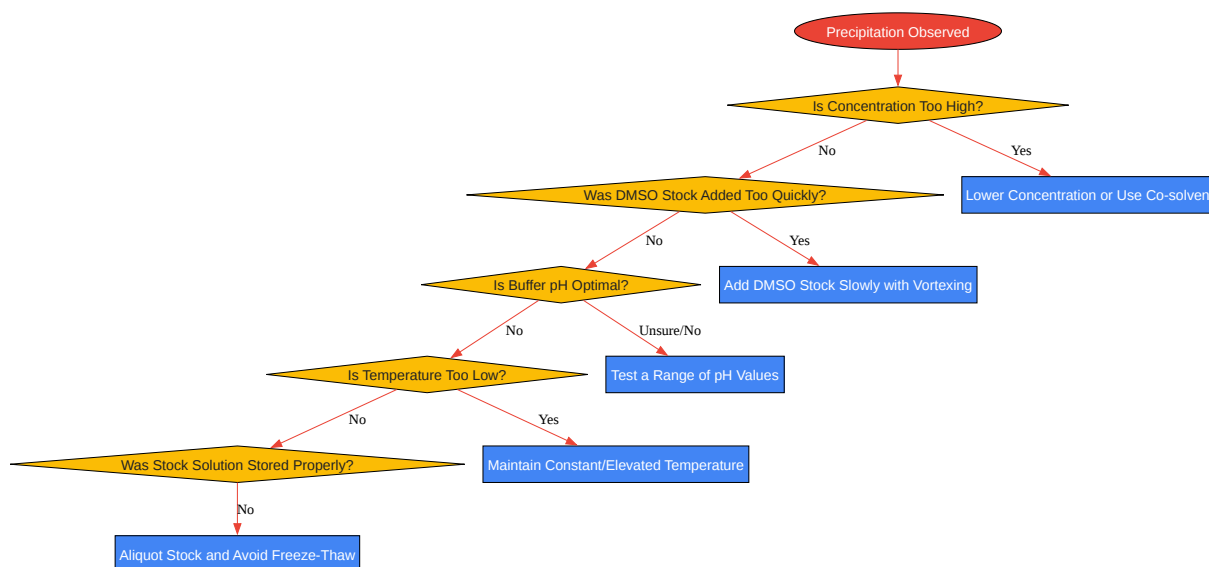 Precipitation Observed
Is Concentration Too High?
No
Yes
Was DMSO Stock Added Too Quickly?
Lower Concentration or Use Co-solven
No
Yes
Is Buffer pH Optimal?
Add DMSO Stock Slowly with Vortexing
No
Unsure/No
Is Temperature Too Low?
Test a Range of pH Values
No
Yes
Was Stock Solution Stored Properly?
Maintain Constant/Elevated Temperature
No
Aliquot Stock and Avoid Freeze-Thaw